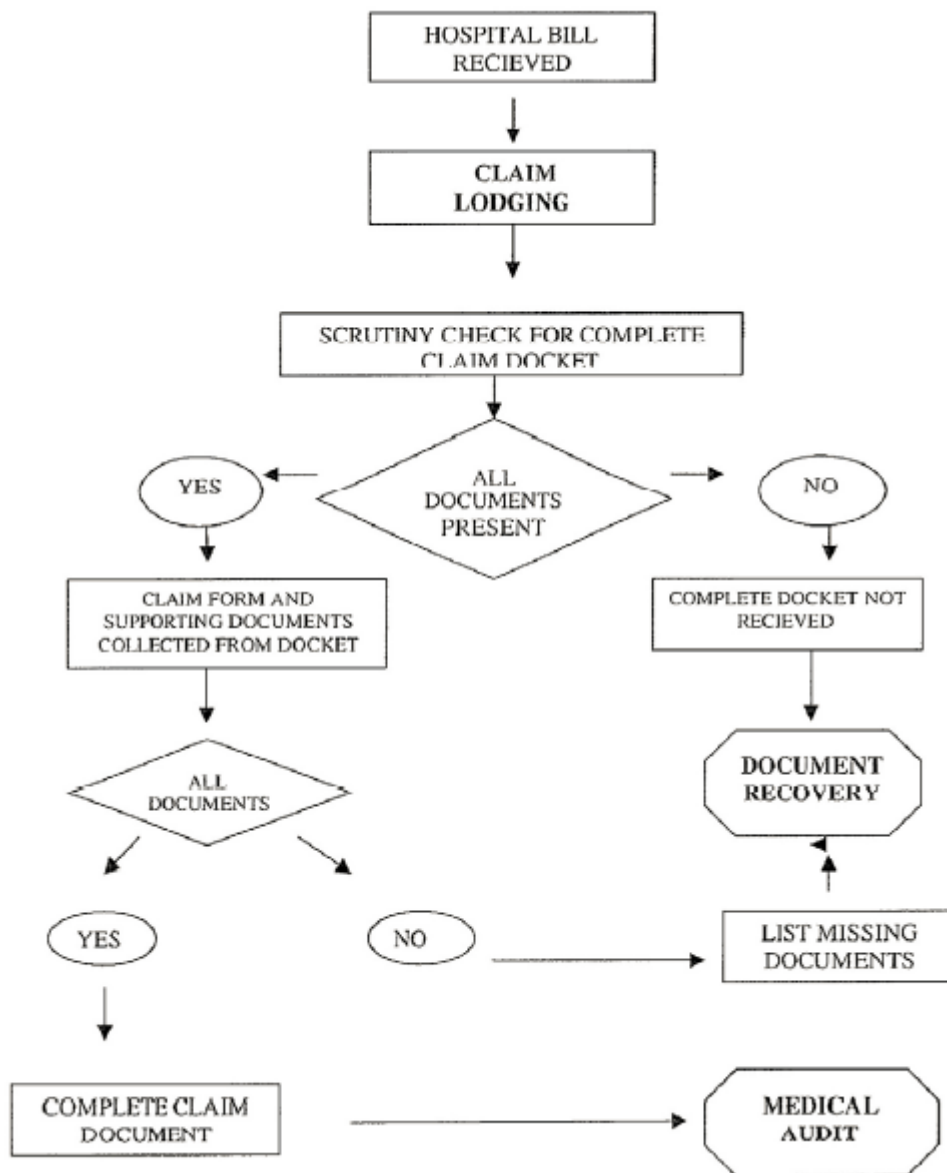 HOSPITAL BILL
RECIEVED
CLAIM
LODGING
SCRUTINY CHECK FOR COMPLETE
CLAIM DOCKET
ALL
DOCUMENTS
PRESENT
YES
NO
CLAIM FORM AND
SUPPORTING DOCUMENTS
COLLECTED FROM DOCKET
COMPLETE DOCKET NOT
RECIEVED
ALL
DOCUMENTS
DOCUMENT
RECOVERY
YES
NO
LIST MISSING
DOCUMENTS
COMPLETE CLAIM
DOCUMENT
MEDICAL
AUDIT